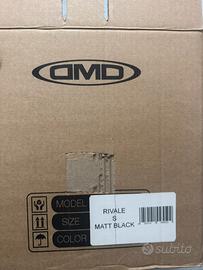 DMD
MODEL
SIZE
COLOR
RIVALE
S
MATT BLACK
subito